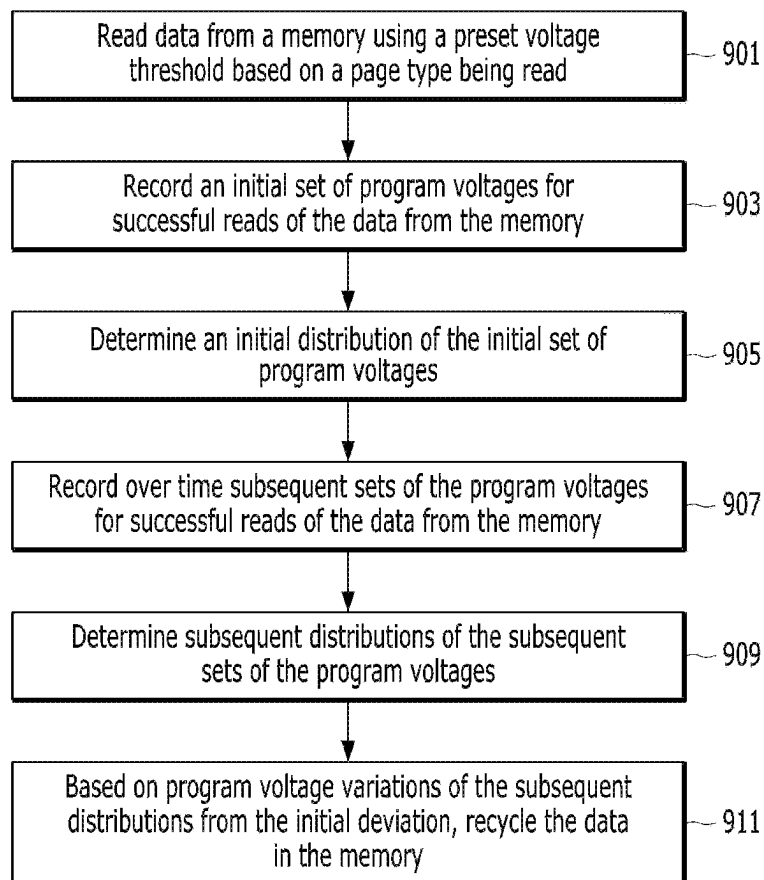 Read data from a memory using a preset voltage
threshold based on a page type being read
901
Record an initial set of program voltages for
successful reads of the data from the memory
903
Determine an initial distribution of the initial set of
program voltages
905
Record over time subsequent sets of the program voltages
for successful reads of the data from the memory
907
Determine subsequent distributions of the subsequent
sets of the program voltages
909
Based on program voltage variations of the subsequent
distributions from the initial deviation, recycle the data
in the memory
911